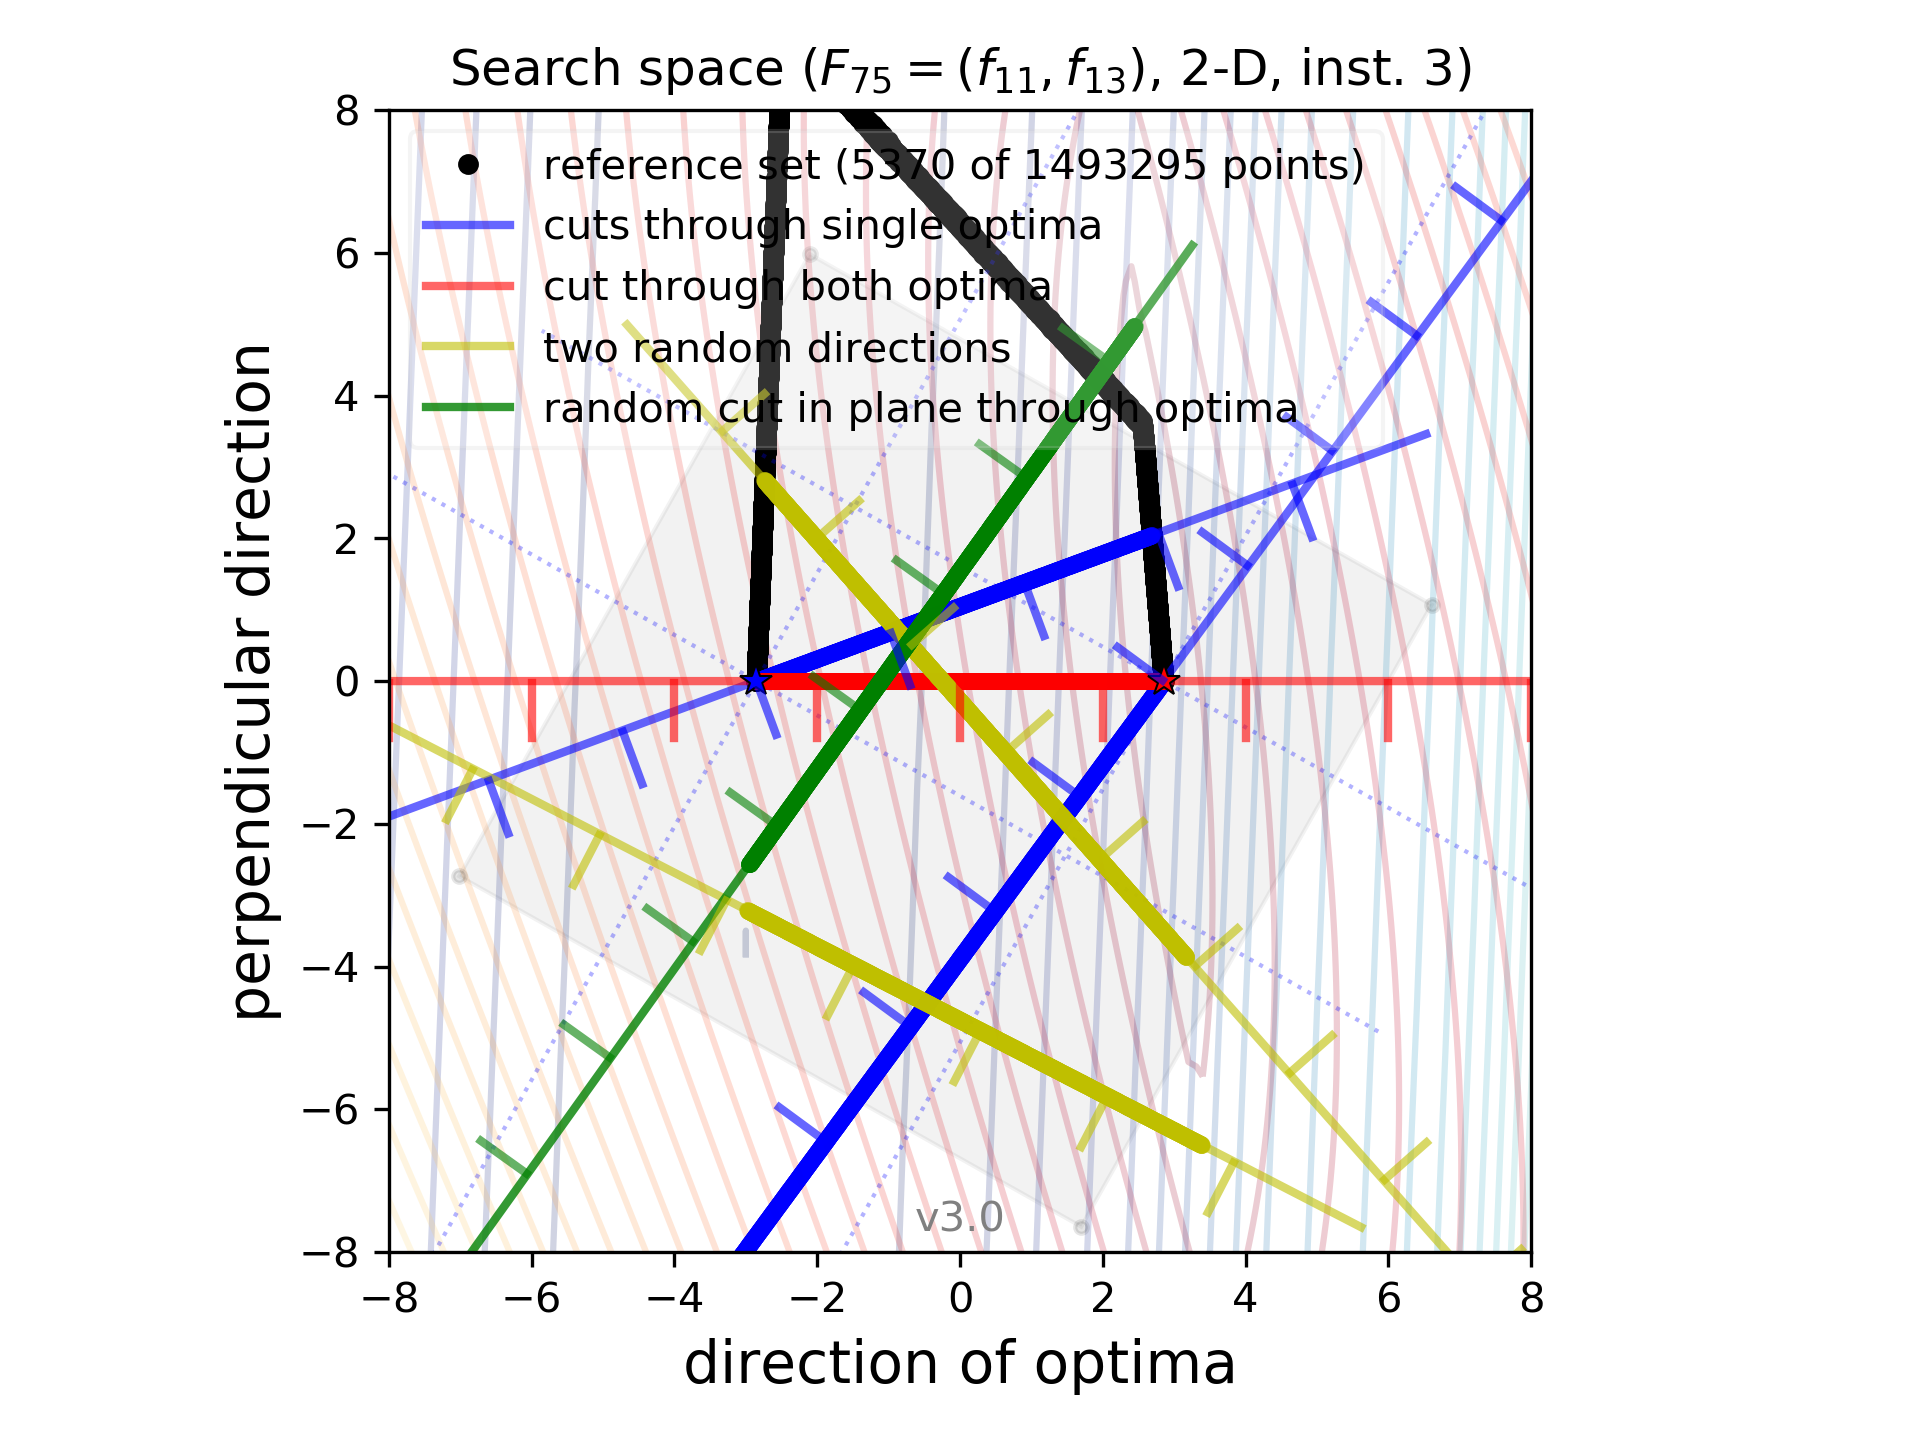 Search space (F75 = (f11, f13), 2-D, inst. 3)
8
6
4
2
0
−2
−4
−6
−8
perpendicular direction
reference set (5370 of 1493295 points)
cuts through single optima
cut through both optima
two random directions
random cut in plane through optima
v3.0
−8 −6 −4 −2 0 2 4 6 8
direction of optima